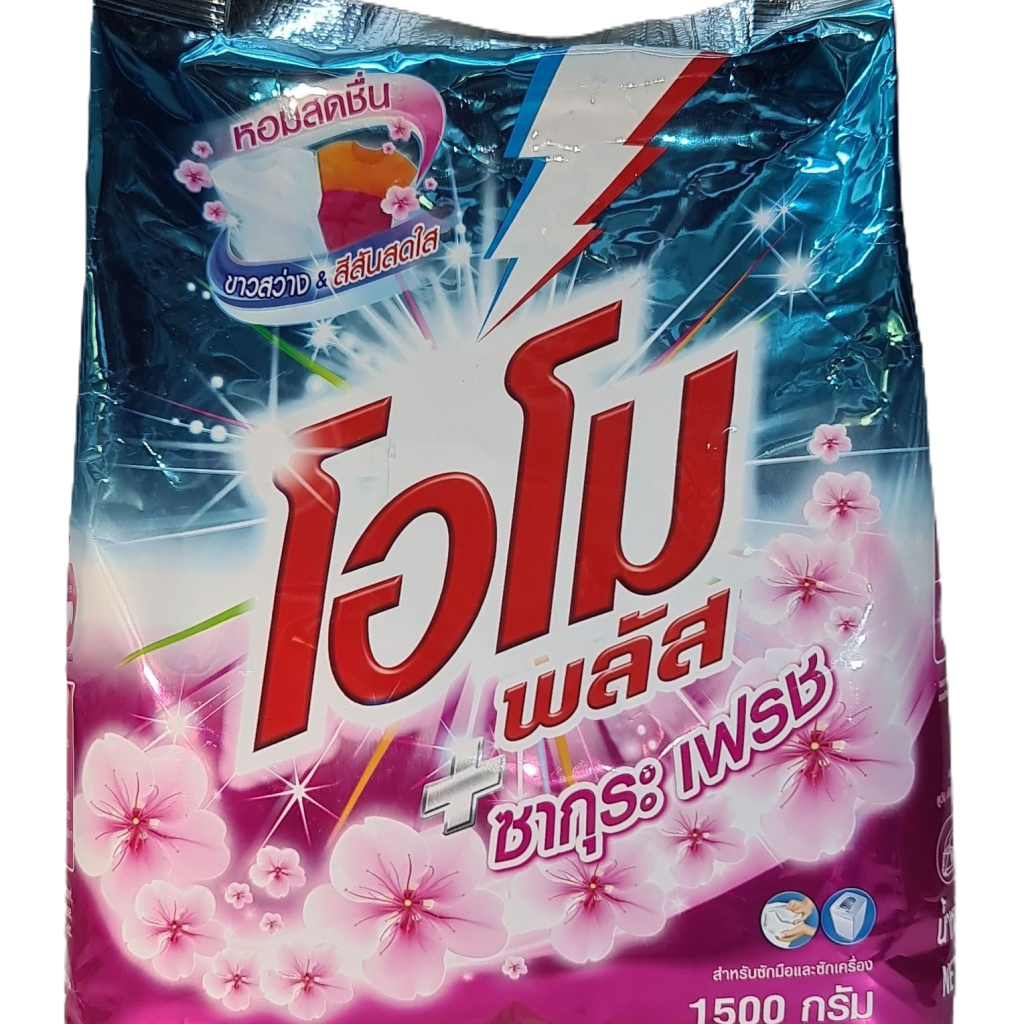 หอมสดชื่น
ขาวสว่าง & สีสันสดใส
โอโม
พลัส
+ ซากุระ เฟรช
สำหรับซักมือและซักเครื่อง
1500 กรัม